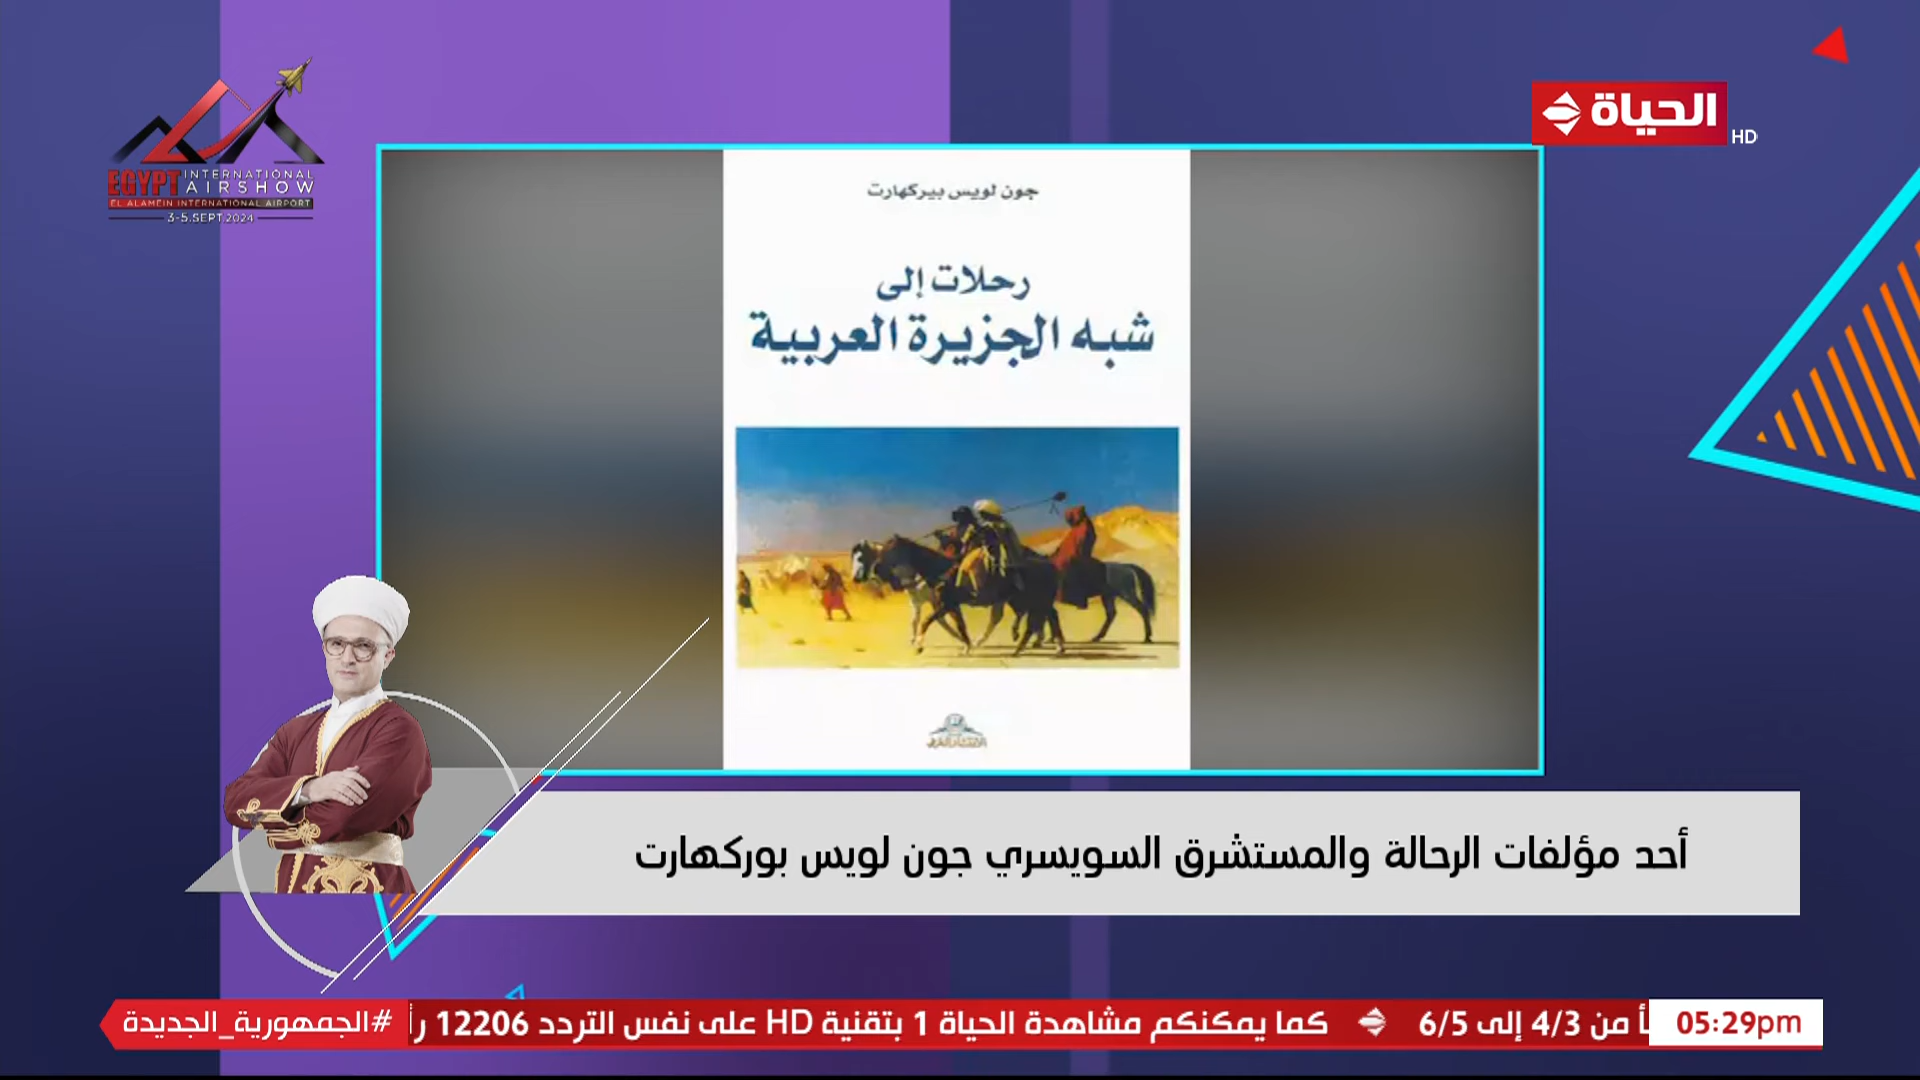 EGYPT INTERNATIONAL AIRSHOW
EL ALAMEIN INTERNATIONAL AIRPORT
3-5.SEPT.2024
الحياة
HD
جون لويس بيركهارت
رحلات إلى
شبه الجزيرة العربية
أحد مؤلفات الرحالة والمستشرق السويسري جون لويس بوركهارت
05:29pm
من 4/3 إلى 6/5 كما يمكنكم مشاهدة الحياة 1 بتقنية HD على نفس التردد 12206
#الجمهورية_الجديدة